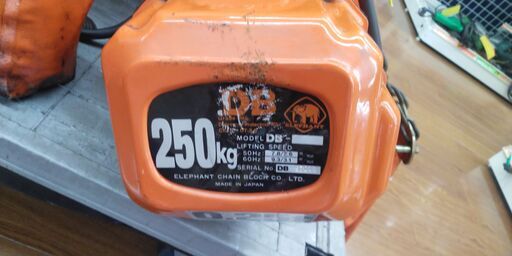 DB
ELEPHANT
250kg
MODEL DB-
LIFTING SPEED
50Hz
60Hz
SERIAL No DB
ELEPHANT CHAIN BLOCK CO., LTD.
MADE IN JAPAN